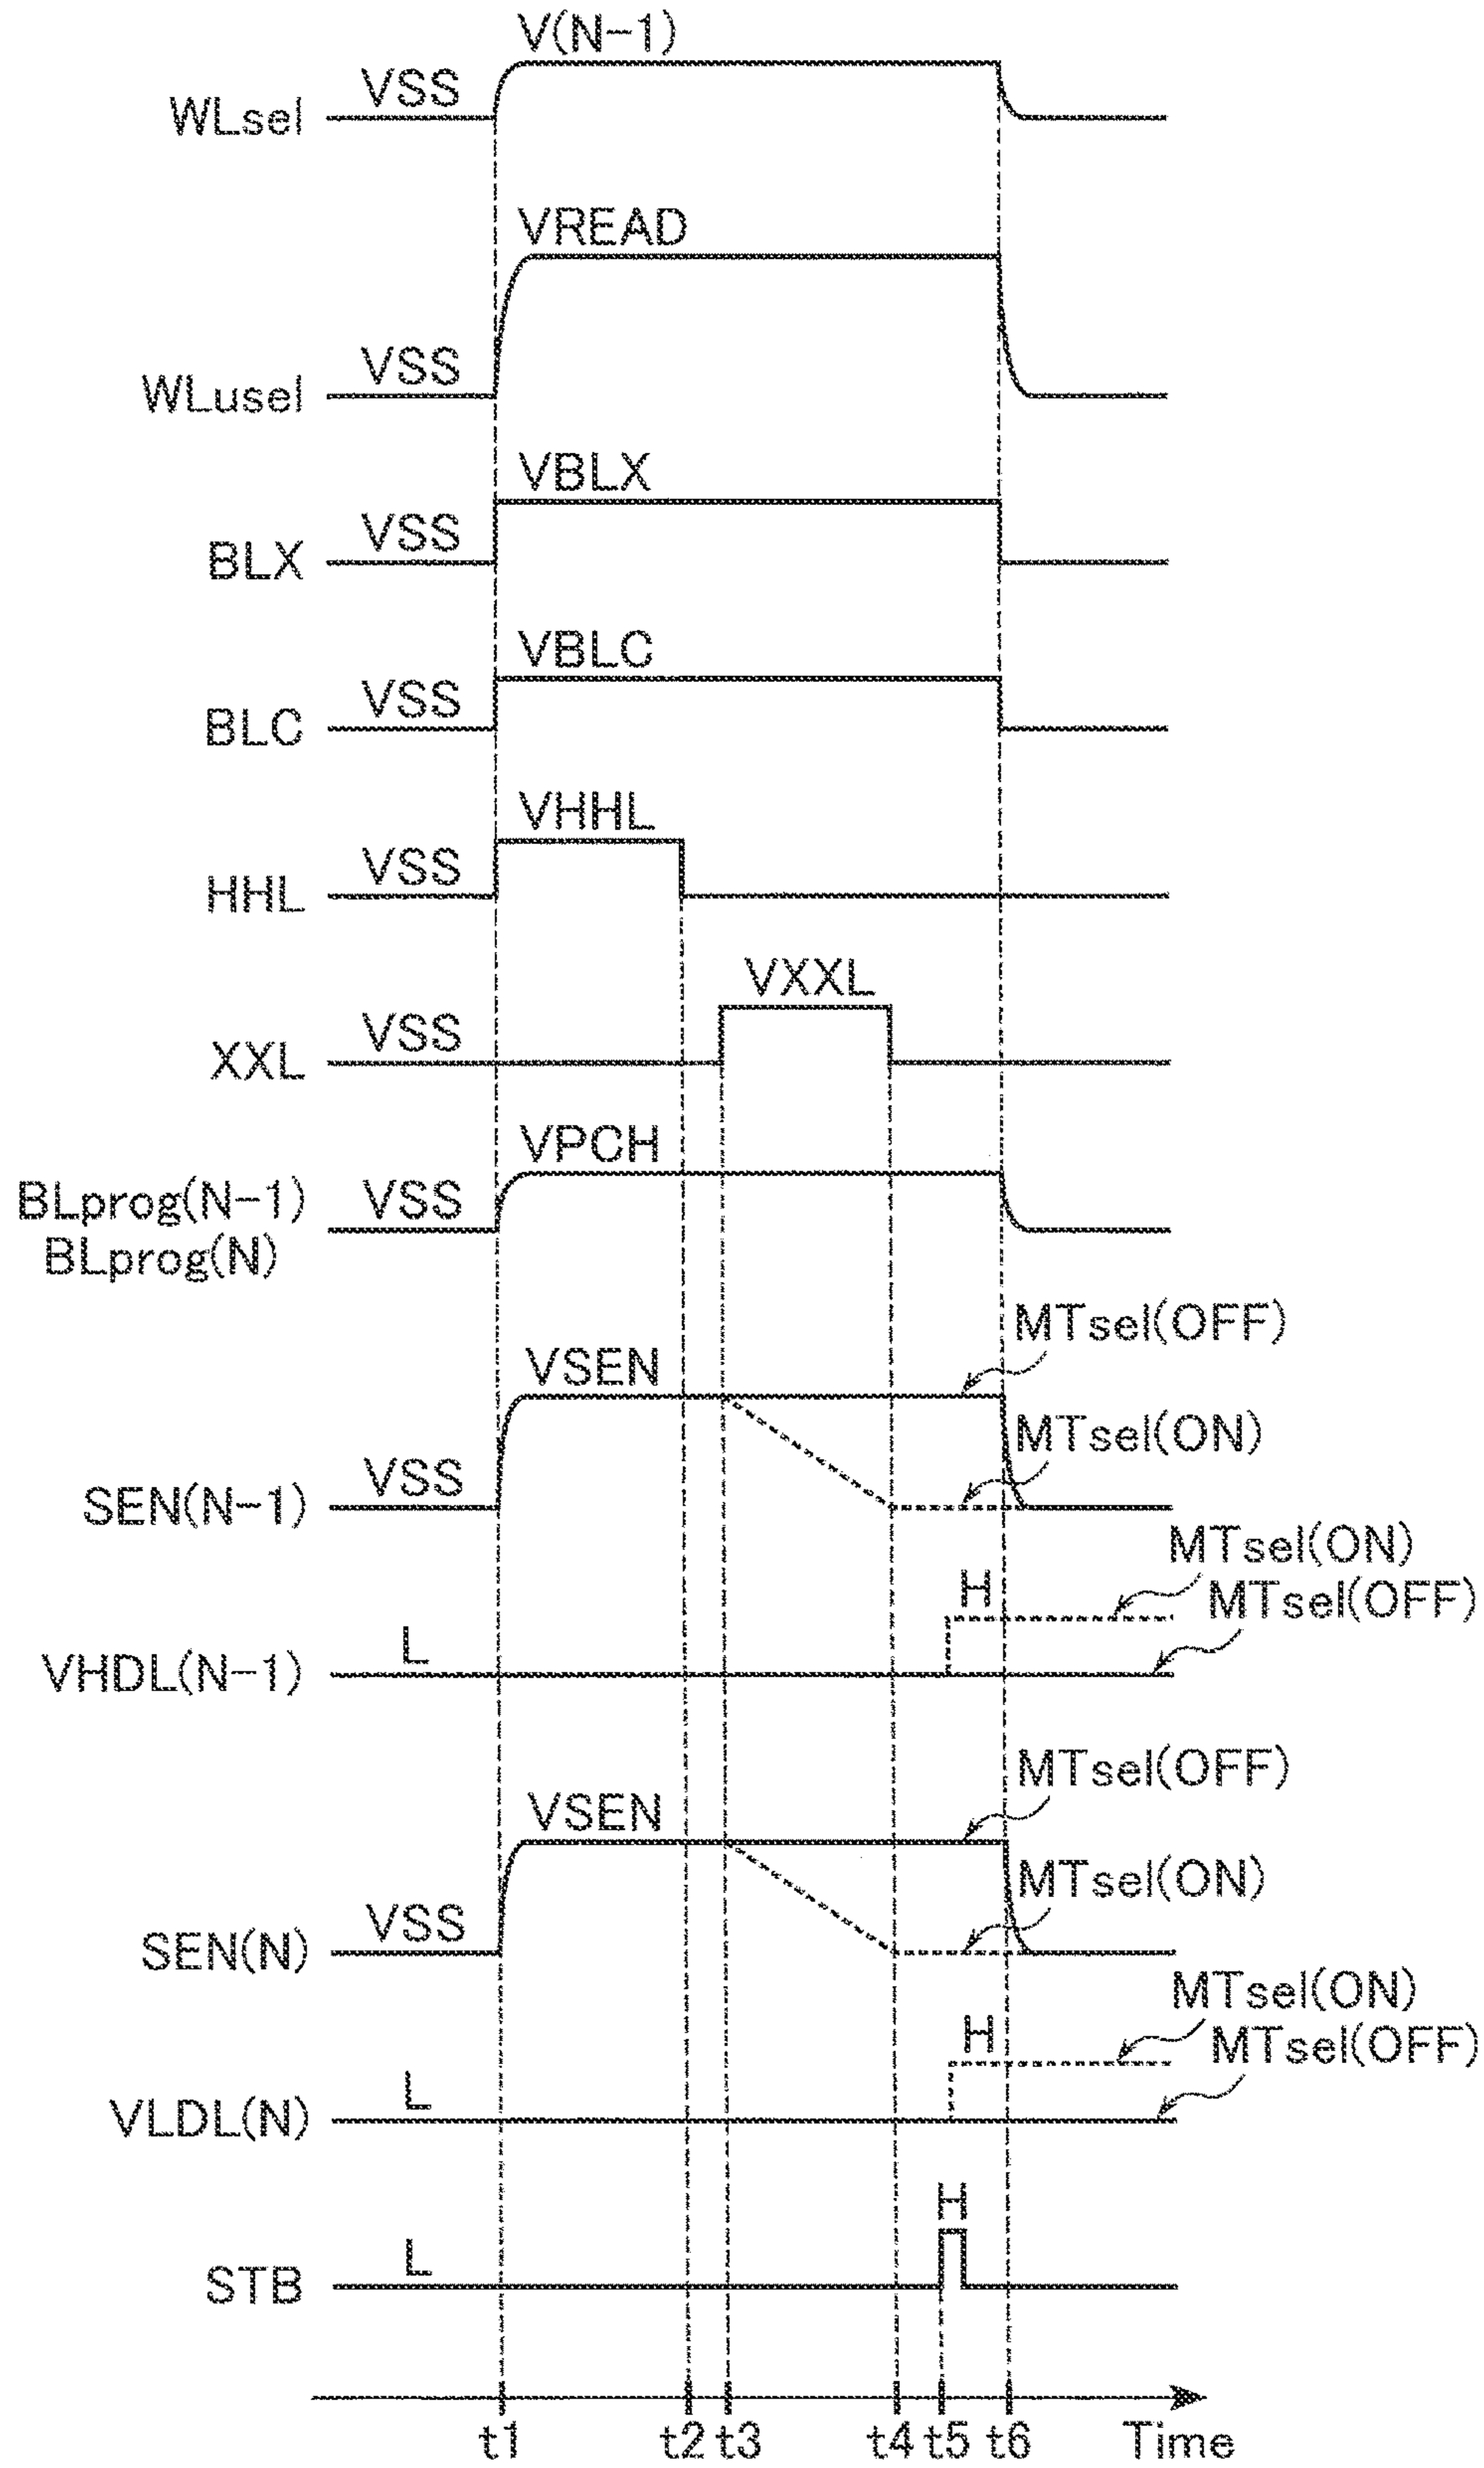 V(N-1)
WLsel VSS
VREAD
WLusel VSS
VBLX
BLX VSS
VBLC
BLC VSS
VHHL
HHL VSS
VXXL
XXL VSS
VPCH
BLprog(N-1) VSS
BLprog(N)
MTsel(OFF)
VSEN
MTsel(ON)
SEN(N-1) VSS
MTsel(ON)
H
MTsel(OFF)
VHDL(N-1) L
MTsel(OFF)
VSEN
MTsel(ON)
SEN(N) VSS
MTsel(ON)
H
MTsel(OFF)
VLDL(N) L
H
STB L
t1 t2 t3 t4 t5 t6 Time